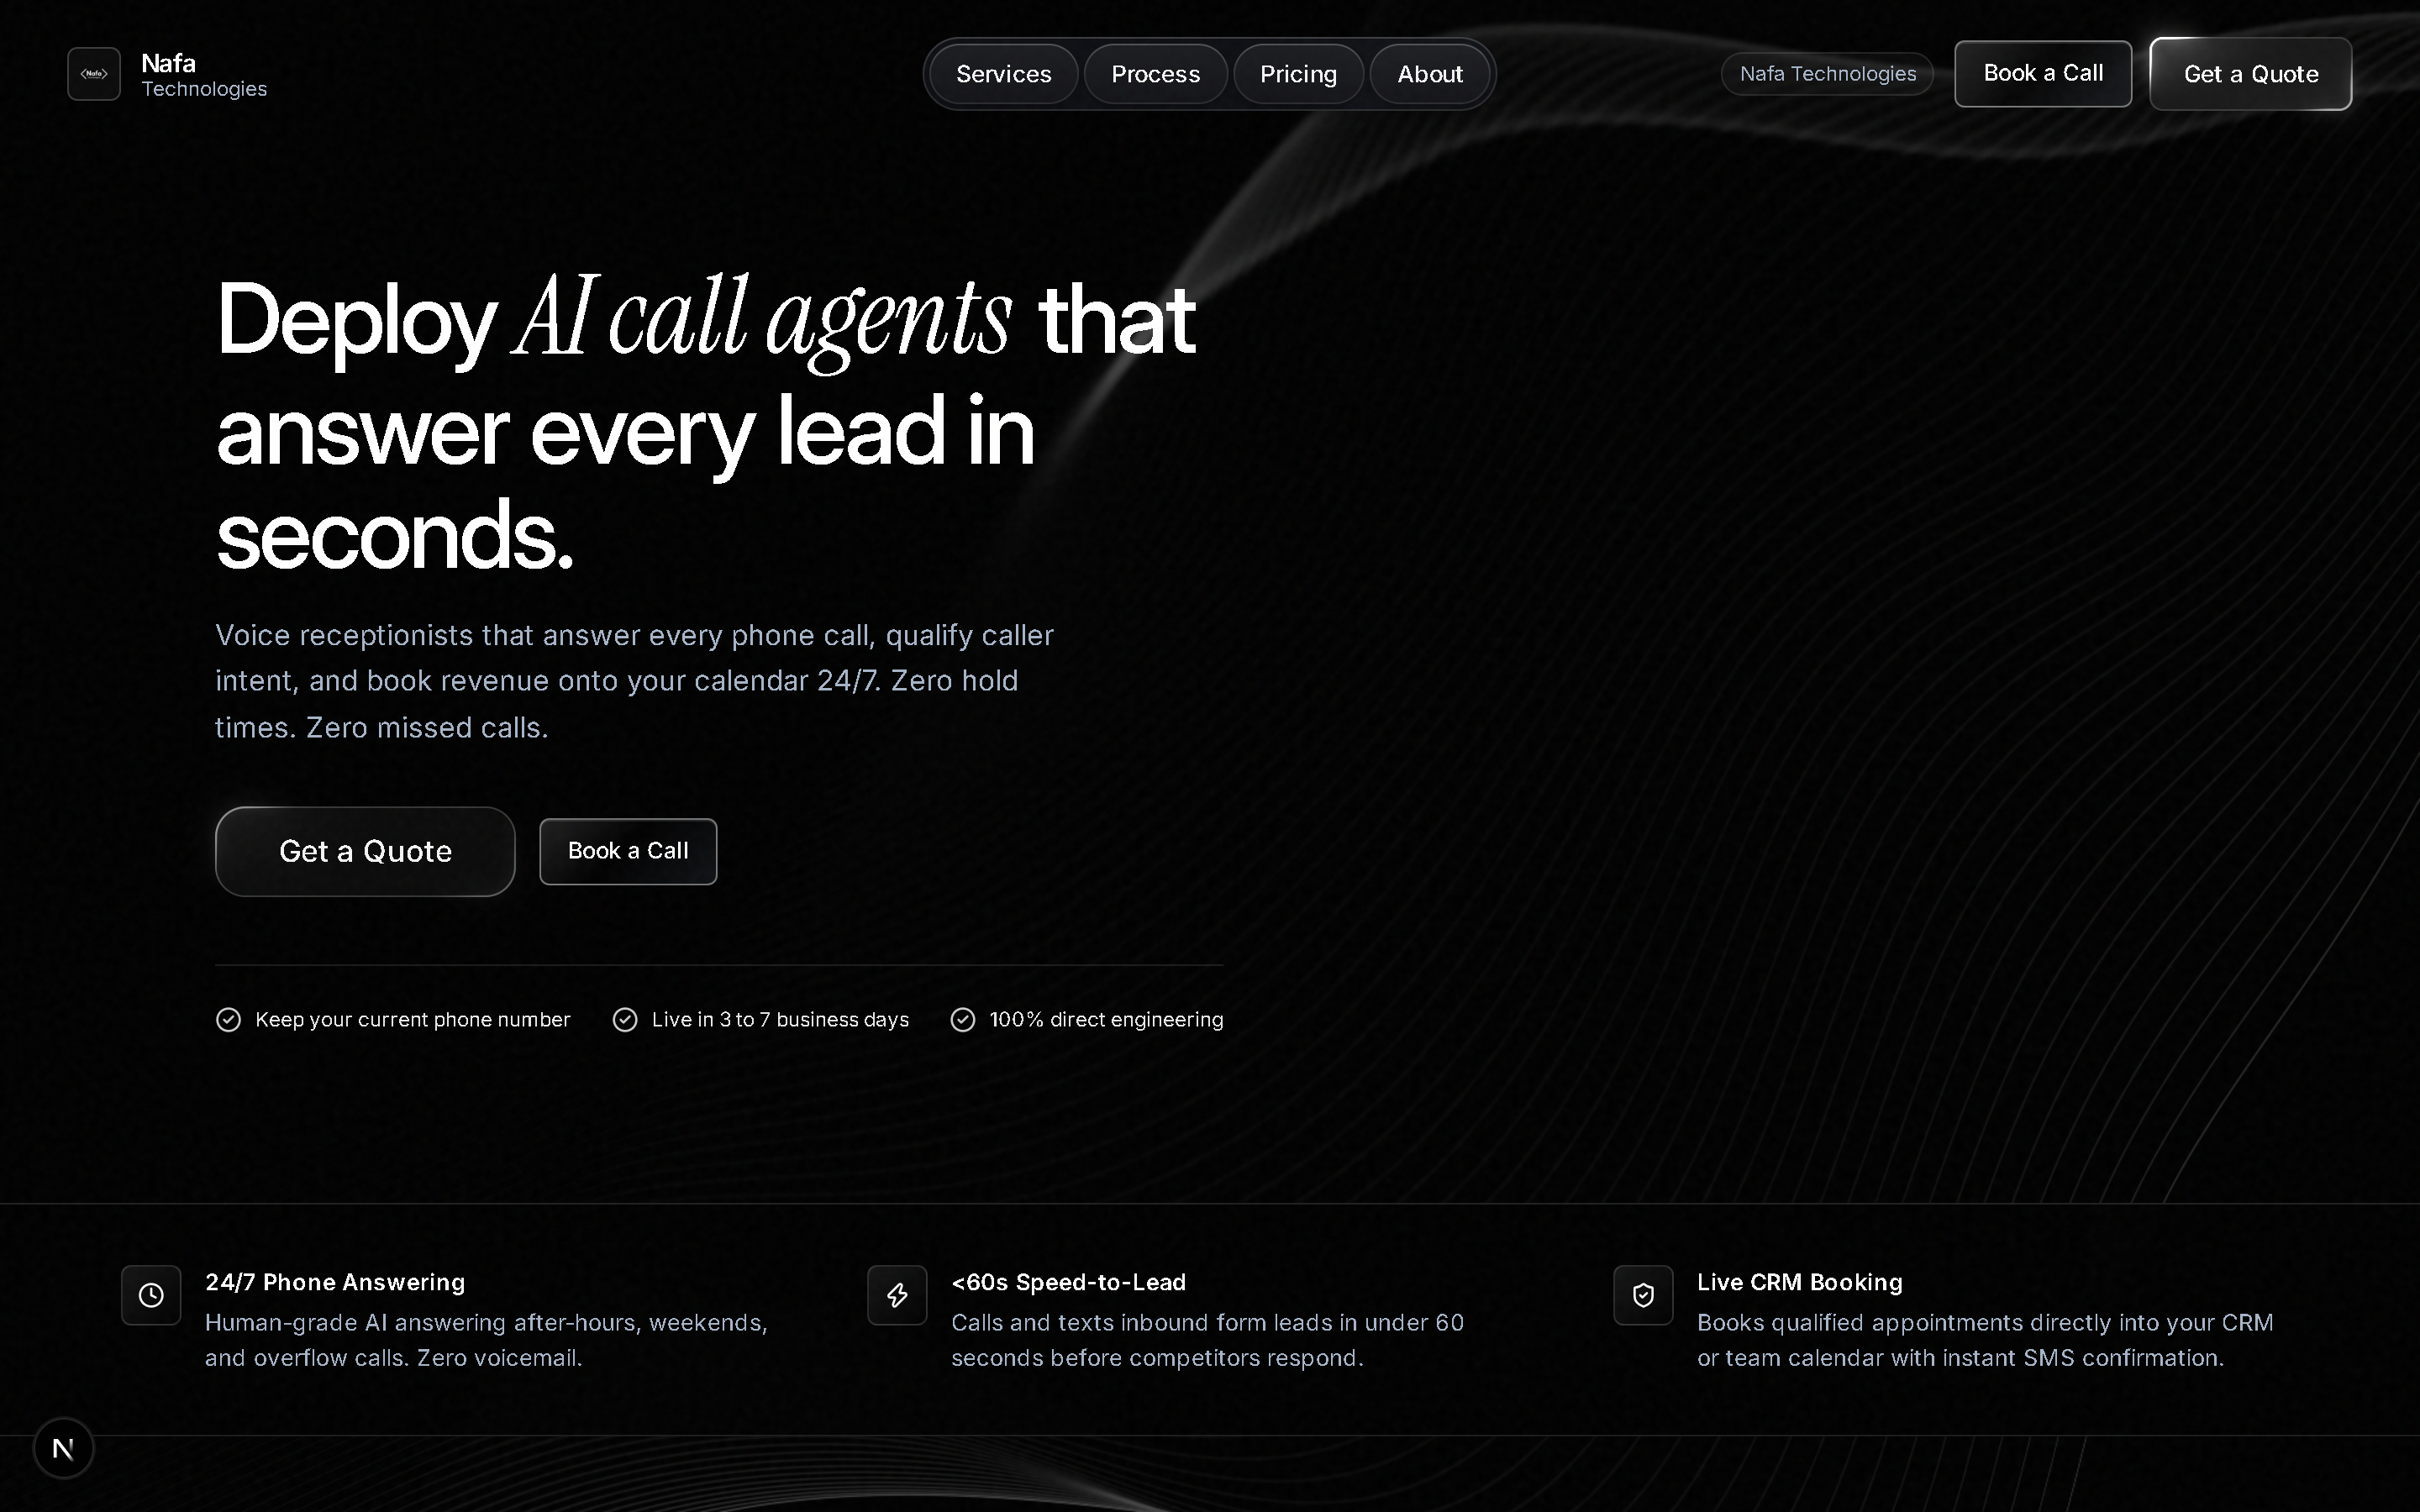 <Nafa>
Nafa
Technologies
Services
Process
Pricing
About
Nafa Technologies
Book a Call
Get a Quote
Deploy AI call agents that
answer every lead in
seconds.
Voice receptionists that answer every phone call, qualify caller
intent, and book revenue onto your calendar 24/7. Zero hold
times. Zero missed calls.
Get a Quote
Book a Call
Keep your current phone number
Live in 3 to 7 business days
100% direct engineering
24/7 Phone Answering
Human-grade AI answering after-hours, weekends,
and overflow calls. Zero voicemail.
<60s Speed-to-Lead
Calls and texts inbound form leads in under 60
seconds before competitors respond.
Live CRM Booking
Books qualified appointments directly into your CRM
or team calendar with instant SMS confirmation.
N